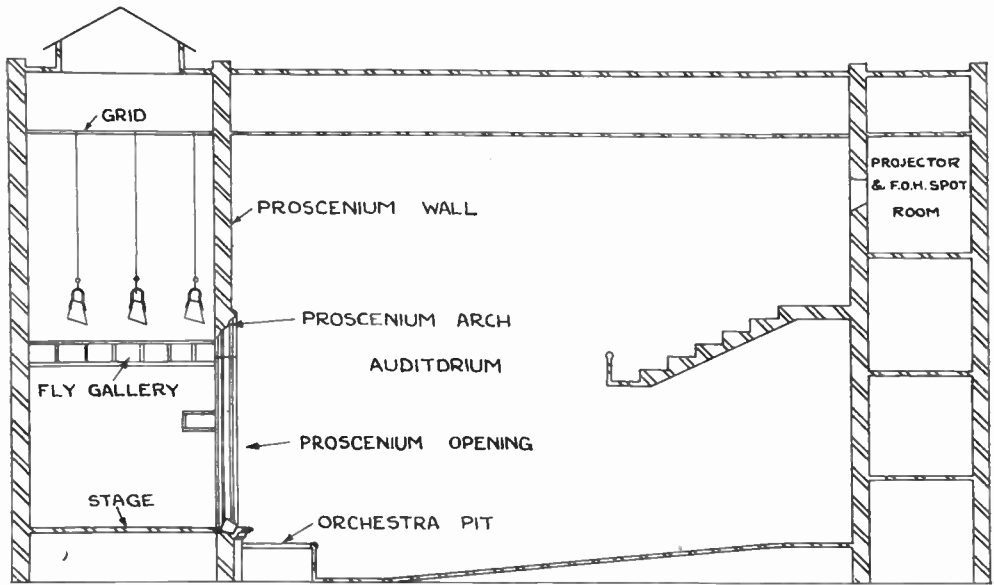 GRID
PROJECTOR
& F.O.H. SPOT
ROOM
PROSCENIUM WALL
PROSCENIUM ARCH
AUDITORIUM
FLY GALLERY
PROSCENIUM OPENING
STAGE
ORCHESTRA PIT